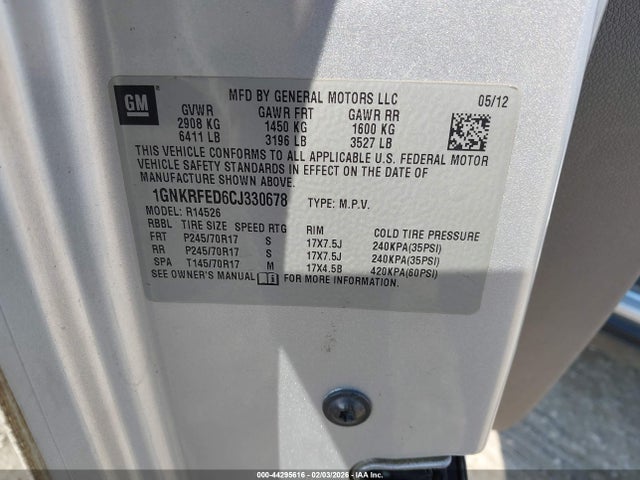 GM
MFD BY GENERAL MOTORS LLC 05/12
GVWR GAWR FRT GAWR RR
2908 KG 1450 KG 1600 KG
6411 LB 3196 LB 3527 LB
THIS VEHICLE CONFORMS TO ALL APPLICABLE U.S. FEDERAL MOTOR
VEHICLE SAFETY STANDARDS IN EFFECT ON THE DATE OF
MANUFACTURE SHOWN ABOVE.
1GNKRFED6CJ330678 TYPE: M.P.V.
MODEL: R14526
RBBL TIRE SIZE SPEED RTG RIM COLD TIRE PRESSURE
FRT P245/70R17 S 17X7.5J 240KPA(35PSI)
RR P245/70R17 S 17X7.5J 240KPA(35PSI)
SPA T145/70R17 M 17X4.5B 420KPA(60PSI)
SEE OWNER'S MANUAL FOR MORE INFORMATION.
000-44295616 - 02/03/2026 - IAA Inc.